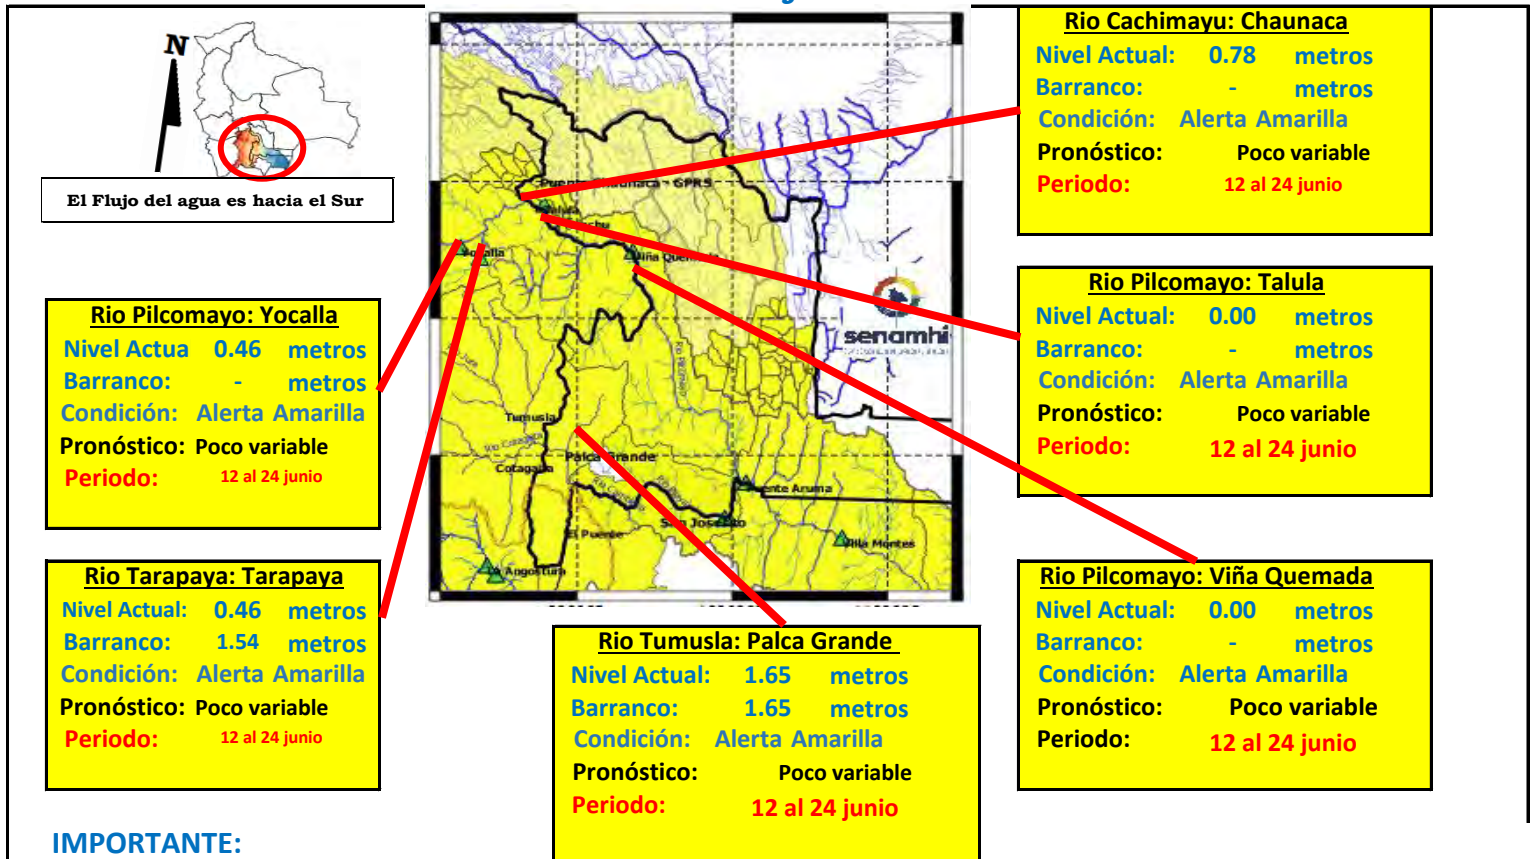 N
El Flujo del agua es hacia el Sur
Rio Pilcomayo: Yocalla
Nivel Actua 0.46 metros
Barranco: - metros
Condición: Alerta Amarilla
Pronóstico: Poco variable
Periodo: 12 al 24 junio
Rio Tarapaya: Tarapaya
Nivel Actual: 0.46 metros
Barranco: 1.54 metros
Condición: Alerta Amarilla
Pronóstico: Poco variable
Periodo: 12 al 24 junio
IMPORTANTE:
Puente Chaunaca - GPRS
Talula
Yocalla
Viña Quemada
senamhi
Tumusla
Palca Grande
Cotagaita
Puente Aruma
San Josecito
El Puente
Villa Montes
La Angostura
Rio Tumusla: Palca Grande
Nivel Actual: 1.65 metros
Barranco: 1.65 metros
Condición: Alerta Amarilla
Pronóstico: Poco variable
Periodo: 12 al 24 junio
Rio Cachimayu: Chaunaca
Nivel Actual: 0.78 metros
Barranco: - metros
Condición: Alerta Amarilla
Pronóstico: Poco variable
Periodo: 12 al 24 junio
Rio Pilcomayo: Talula
Nivel Actual: 0.00 metros
Barranco: - metros
Condición: Alerta Amarilla
Pronóstico: Poco variable
Periodo: 12 al 24 junio
Rio Pilcomayo: Viña Quemada
Nivel Actual: 0.00 metros
Barranco: - metros
Condición: Alerta Amarilla
Pronóstico: Poco variable
Periodo: 12 al 24 junio